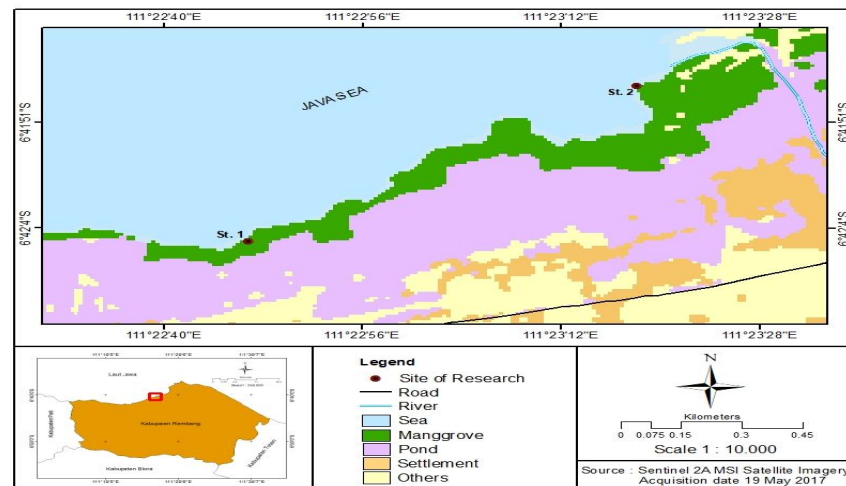 111°22'40"E 111°22'56"E 111°23'12"E 111°23'28"E
JAVA SEA
St. 2
6°41'51"S 6°41'51"S
St. 1
6°42'4"S 6°42'4"S
111°22'40"E 111°22'56"E 111°23'12"E 111°23'28"E
Laut Jawa
Kabupaten Rembang
Kabupaten Pati
Kabupaten Blora
Kabupaten Tuban
Legend
Site of Research
Road
River
Sea
Manggrove
Pond
Settlement
Others
N
Kilometers
0 0.075 0.15 0.3 0.45
Scale 1 : 10.000
Source : Sentinel 2A MSI Satellite Imagery
Acquisition date 19 May 2017